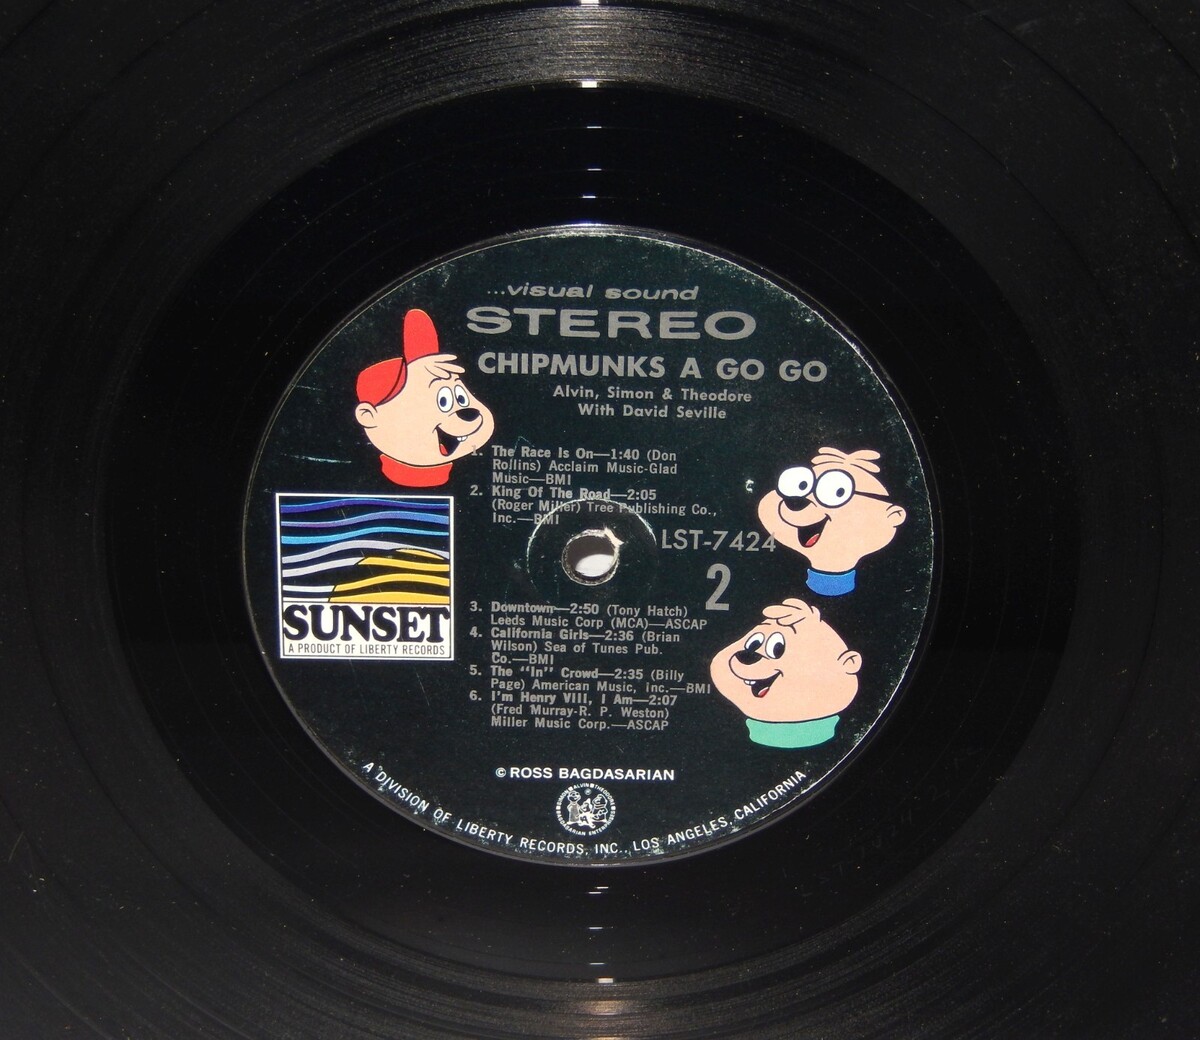 ...visual sound
STEREO
CHIPMUNKS A GO GO
Alvin, Simon & Theodore
With David Seville
1. The Race Is On—1:40 (Don
Rollins) Acclaim Music-Glad
Music—BMI
2. King Of The Road—2:05
(Roger Miller) Tree Publishing Co.,
Inc.—BMI
LST-7424
2
3. Downtown—2:50 (Tony Hatch)
Leeds Music Corp (MCA)—ASCAP
4. California Girls—2:36 (Brian
Wilson) Sea of Tunes Pub.
Co.—BMI
5. The "In" Crowd—2:35 (Billy
Page) American Music, Inc.—BMI
6. I'm Henry VIII, I Am—2:07
(Fred Murray-R. P. Weston)
Miller Music Corp.—ASCAP
SUNSET
A PRODUCT OF LIBERTY RECORDS
© ROSS BAGDASARIAN
SIMON ALVIN THEODORE
BAGDASARIAN
A DIVISION OF LIBERTY RECORDS, INC., LOS ANGELES, CALIFORNIA